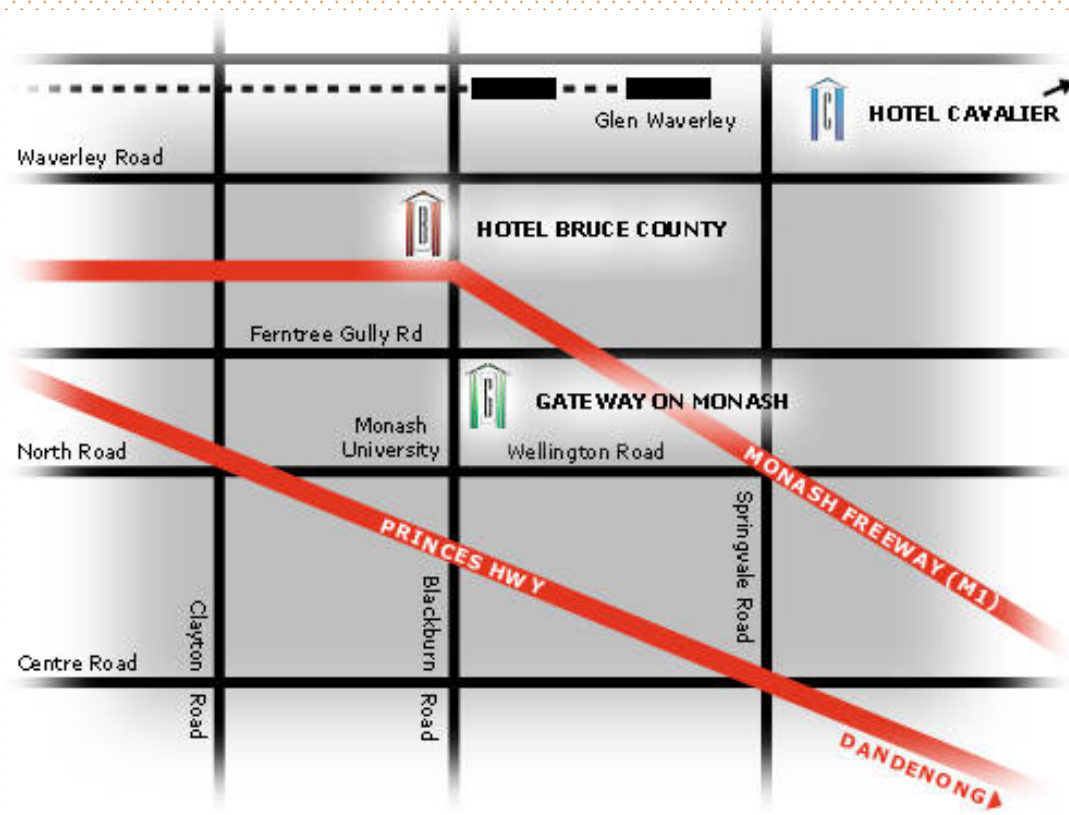 C
HOTEL CAVALIER
Glen Waverley
Waverley Road
B
HOTEL BRUCE COUNTY
Ferntree Gully Rd
G
GATEWAY ON MONASH
Monash
University
North Road
Wellington Road
MONASH FREEWAY (M1)
PRINCES HWY
Springvale Road
Blackburn Road
Clayton Road
Centre Road
DANDENONG